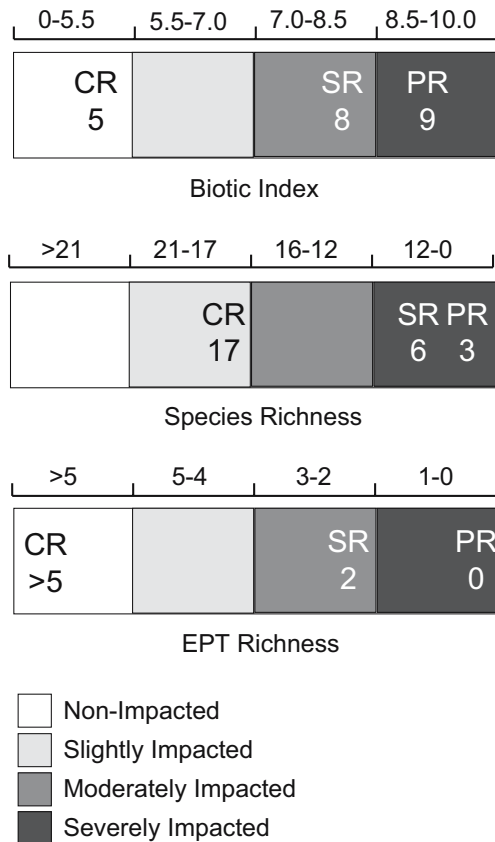 0-5.5 5.5-7.0 7.0-8.5 8.5-10.0
CR SR PR
5 8 9
Biotic Index
>21 21-17 16-12 12-0
CR SR PR
17 6 3
Species Richness
>5 5-4 3-2 1-0
CR SR PR
>5 2 0
EPT Richness
Non-Impacted
Slightly Impacted
Moderately Impacted
Severely Impacted